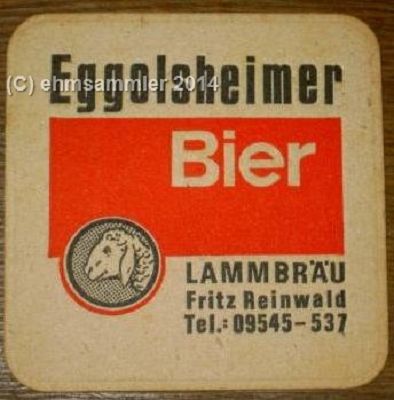 Eggolsheimer
(C) ehmsammler 2014
Bier
LAMMBRÄU
Fritz Reinwald
Tel.: 09545-537